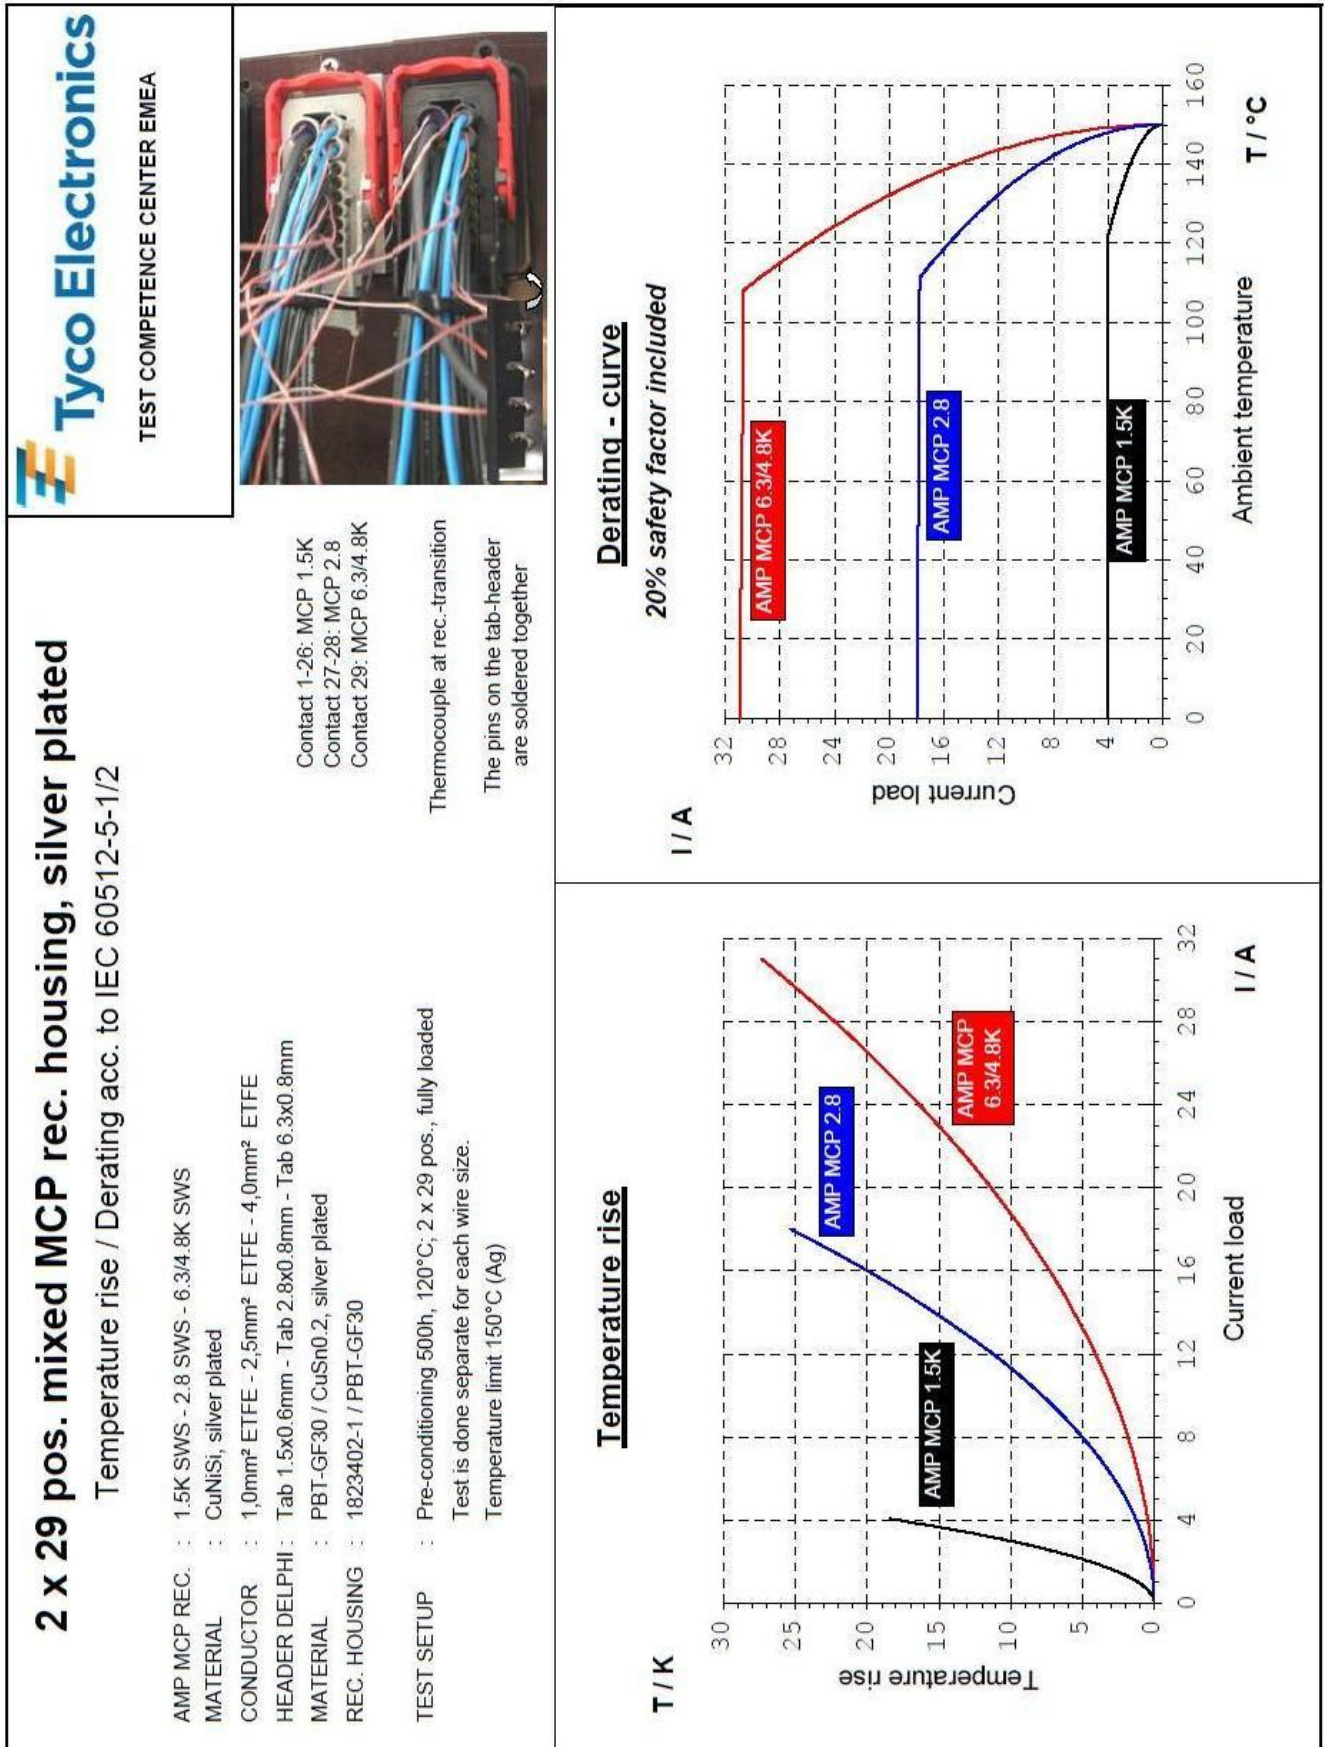 2 x 29 pos. mixed MCP rec. housing, silver plated
Temperature rise / Derating acc. to IEC 60512-5-1/2
Tyco Electronics
TEST COMPETENCE CENTER EMEA
AMP MCP REC. : 1.5K SWS - 2.8 SWS - 6.3/4.8K SWS
MATERIAL : CuNiSi, silver plated
CONDUCTOR : 1,0mm² ETFE - 2,5mm² ETFE - 4,0mm² ETFE
HEADER DELPHI : Tab 1.5x0.6mm - Tab 2.8x0.8mm - Tab 6.3x0.8mm
MATERIAL : PBT-GF30 / CuSn0.2, silver plated
REC. HOUSING : 1823402-1 / PBT-GF30
TEST SETUP : Pre-conditioning 500h, 120°C; 2 x 29 pos., fully loaded
Test is done separate for each wire size.
Temperature limit 150°C (Ag)
Contact 1-26: MCP 1.5K
Contact 27-28: MCP 2.8
Contact 29: MCP 6.3/4.8K
Thermocouple at rec.-transition
The pins on the tab-header
are soldered together
Temperature rise
T / K
30
25
20
15
10
5
0
Temperature rise
AMP MCP 1.5K
AMP MCP 2.8
AMP MCP
6.3/4.8K
0 4 8 12 16 20 24 28 32
Current load
I / A
Derating - curve
20% safety factor included
I / A
32
28
24
20
16
12
8
4
0
Current load
AMP MCP 6.3/4.8K
AMP MCP 2.8
AMP MCP 1.5K
0 20 40 60 80 100 120 140 160
Ambient temperature
T / °C